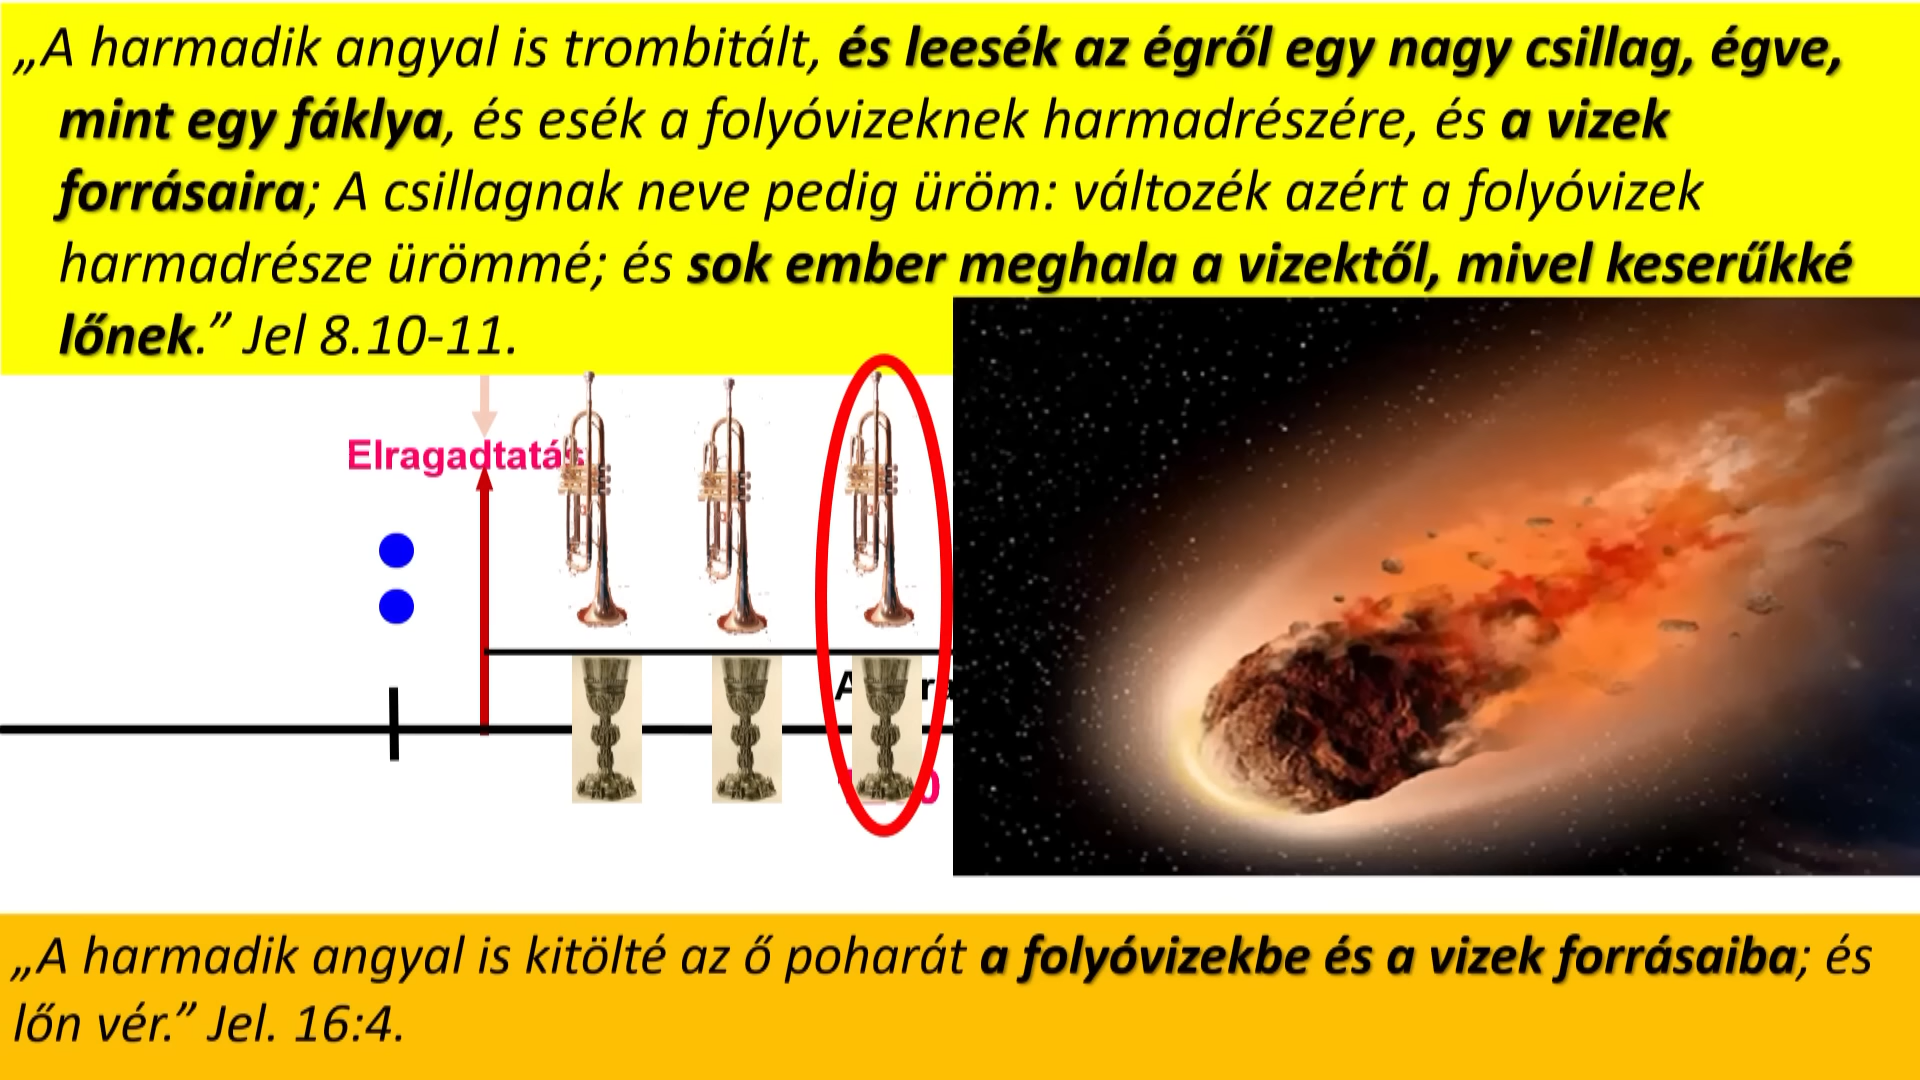 „A harmadik angyal is trombitált, és leesék az égről egy nagy csillag, égve,
mint egy fáklya, és esék a folyóvizeknek harmadrészére, és a vizek
forrásaira; A csillagnak neve pedig üröm: változék azért a folyóvizek
harmadrésze ürömmé; és sok ember meghala a vizektől, mivel keserűkké
lőnek.” Jel 8.10-11.
Elragadtatás
„A harmadik angyal is kitölté az ő poharát a folyóvizekbe és a vizek forrásaiba; és
lőn vér.” Jel. 16:4.